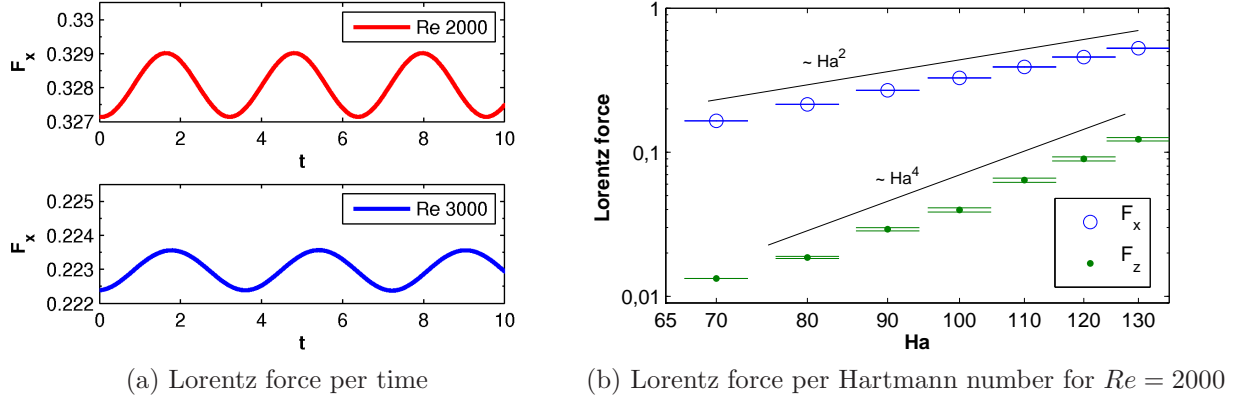 0.33
0.329
0.328
0.327
F_x
Re 2000
0 2 4 6 8 10
t
0.225
0.224
0.223
0.222
F_x
Re 3000
0 2 4 6 8 10
t
(a) Lorentz force per time
1
0,1
0,01
Lorentz force
~ Ha^2
~ Ha^4
F_x
F_z
65 70 80 90 100 110 120 130
Ha
(b) Lorentz force per Hartmann number for Re = 2000